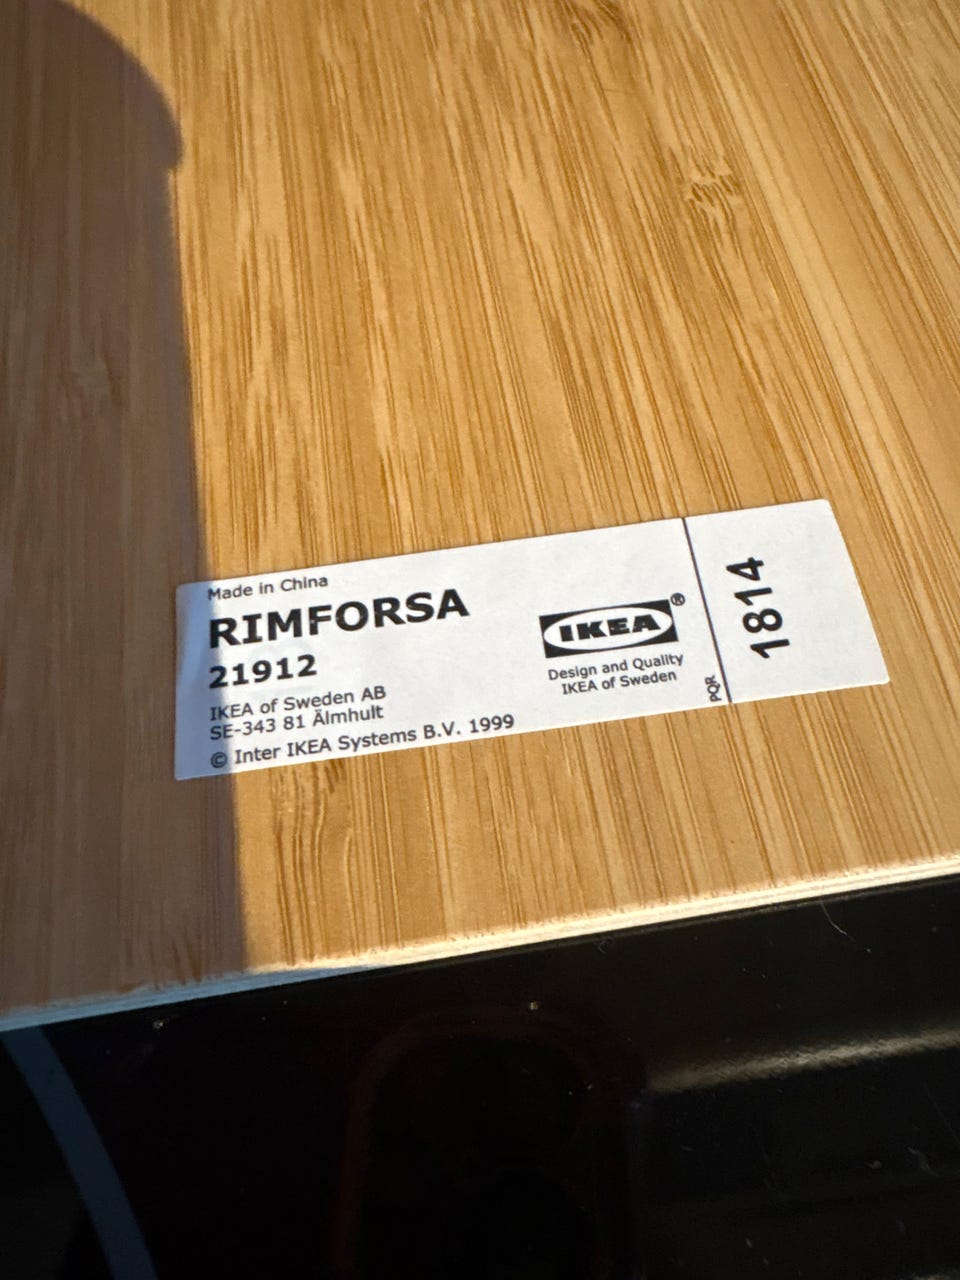 Made in China
RIMFORSA
21912
IKEA of Sweden AB
SE-343 81 Älmhult
© Inter IKEA Systems B.V. 1999
IKEA®
Design and Quality
IKEA of Sweden
PQR
1814